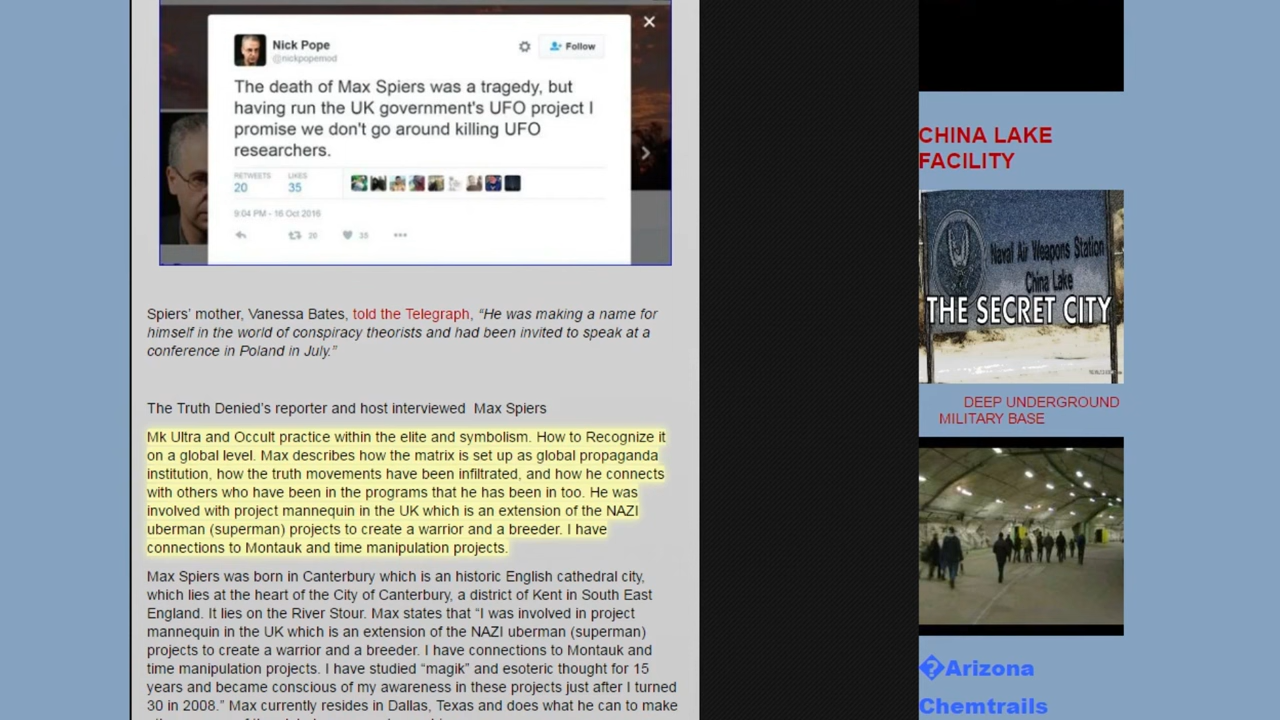 Nick Pope
@nickpopemod
Follow
The death of Max Spiers was a tragedy, but
having run the UK government's UFO project I
promise we don't go around killing UFO
researchers.
RETWEETS LIKES
20 35
9:04 PM - 16 Oct 2016
20 35
Spiers’ mother, Vanessa Bates, told the Telegraph, “He was making a name for
himself in the world of conspiracy theorists and had been invited to speak at a
conference in Poland in July.”
The Truth Denied’s reporter and host interviewed Max Spiers
Mk Ultra and Occult practice within the elite and symbolism. How to Recognize it
on a global level. Max describes how the matrix is set up as global propaganda
institution, how the truth movements have been infiltrated, and how he connects
with others who have been in the programs that he has been in too. He was
involved with project mannequin in the UK which is an extension of the NAZI
uberman (superman) projects to create a warrior and a breeder. I have
connections to Montauk and time manipulation projects.
Max Spiers was born in Canterbury which is an historic English cathedral city,
which lies at the heart of the City of Canterbury, a district of Kent in South East
England. It lies on the River Stour. Max states that “I was involved in project
mannequin in the UK which is an extension of the NAZI uberman (superman)
projects to create a warrior and a breeder. I have connections to Montauk and
time manipulation projects. I have studied “magik” and esoteric thought for 15
years and became conscious of my awareness in these projects just after I turned
30 in 2008.” Max currently resides in Dallas, Texas and does what he can to make
CHINA LAKE
FACILITY
Naval Air Weapons Station
China Lake
THE SECRET CITY
DEEP UNDERGROUND
MILITARY BASE
�Arizona
Chemtrails